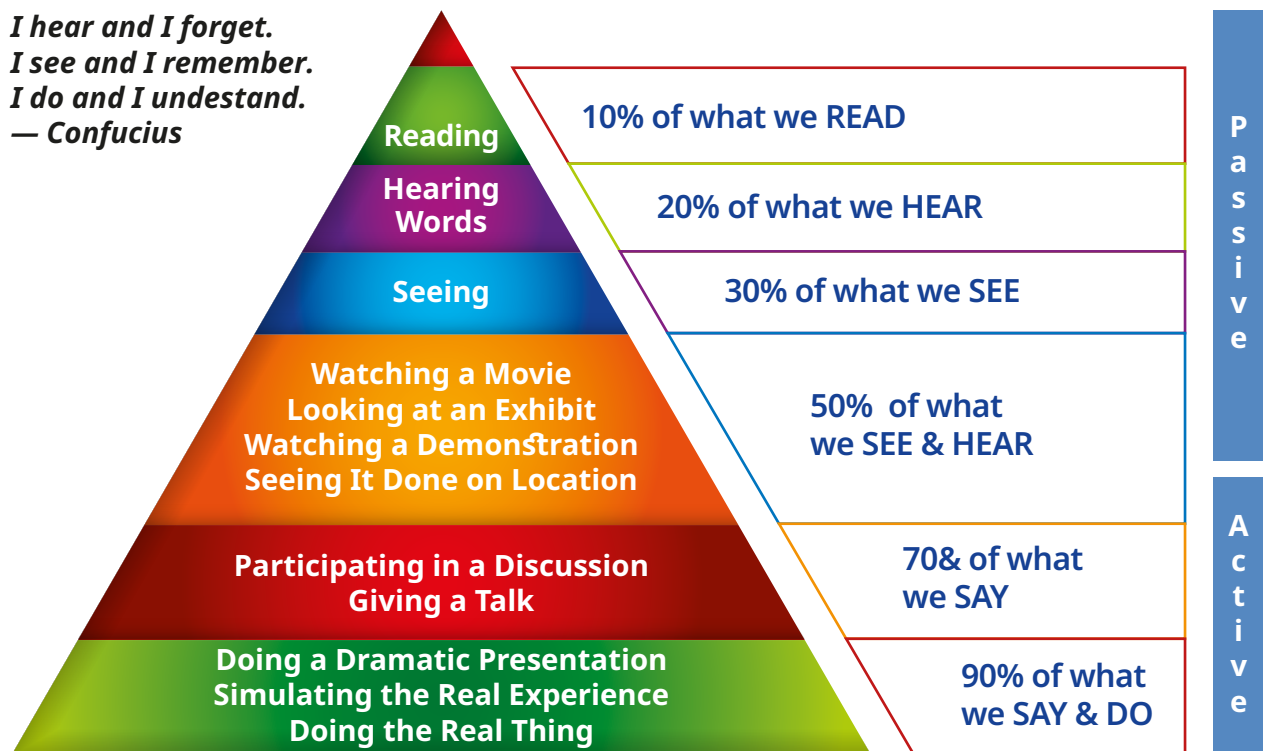 I hear and I forget.
I see and I remember.
I do and I undestand.
— Confucius
Reading
10% of what we READ
Hearing
Words
20% of what we HEAR
Seeing
30% of what we SEE
Watching a Movie
Looking at an Exhibit
Watching a Demonstration
Seeing It Done on Location
50% of what
we SEE & HEAR
Participating in a Discussion
Giving a Talk
70& of what
we SAY
Doing a Dramatic Presentation
Simulating the Real Experience
Doing the Real Thing
90% of what
we SAY & DO
Passive
Active